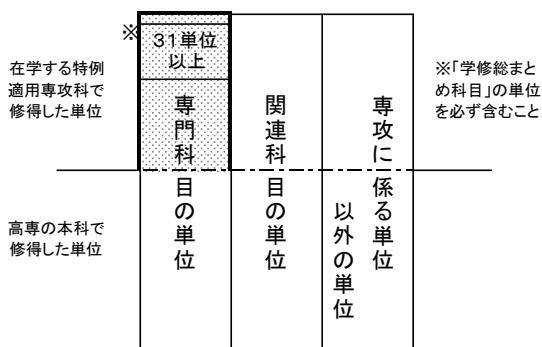 ※
31単位
以上
在学する特例
適用専攻科で
修得した単位
専門科目の単位
関連科目の単位
専攻に係る単位
以外の単位
※「学修総まと
め科目」の単位
を必ず含むこと
高専の本科で
修得した単位